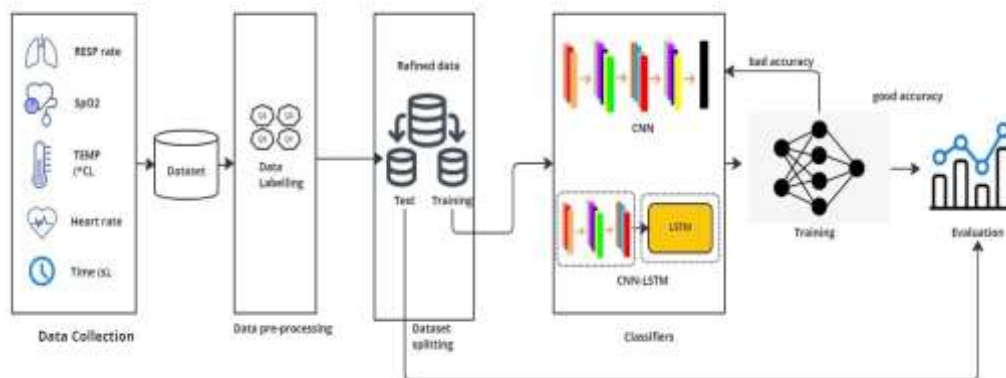 RESP rate
SpO2
TEMP
(°C),
Heart rate
Time (s),
Data Collection
Dataset
Data
Labelling
Data pre-processing
Refined data
Test
Training
Dataset
splitting
CNN
LSTM
CNN-LSTM
Classifiers
bad accuracy
good accuracy
Training
Evaluation